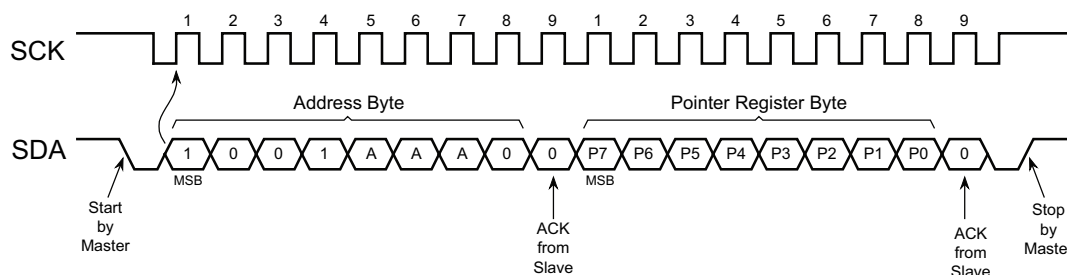 1 2 3 4 5 6 7 8 9 1 2 3 4 5 6 7 8 9
SCK
Address Byte
Pointer Register Byte
SDA
1 0 0 1 A A A 0 0 P7 P6 P5 P4 P3 P2 P1 P0 0
MSB
MSB
Start
by
Master
ACK
from
Slave
ACK
from
Slave
Stop
by
Maste